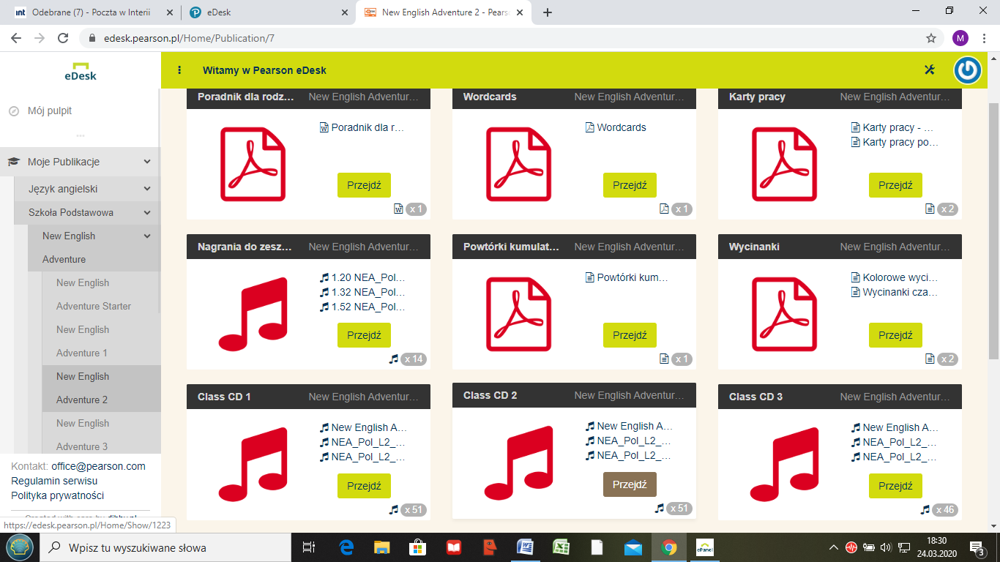 int Odebrane (7) - Poczta w Interii
eDesk
New English Adventure 2 - Pears
edesk.pearson.pl/Home/Publication/7
M
eDesk
Witamy w Pearson eDesk
Mój pulpit
...
Moje Publikacje
Język angielski
Szkoła Podstawowa
New English
Adventure
New English
Adventure Starter
New English
Adventure 1
New English
Adventure 2
New English
Adventure 3
Kontakt: office@pearson.com
Regulamin serwisu
Polityka prywatności
https://edesk.pearson.pl/Home/Show/1223
Poradnik dla rodz... New English Adventur...
Poradnik dla r...
Przejdź
x 1
Wordcards New English Adventur...
Wordcards
Przejdź
x 1
Karty pracy New English Adventur...
Karty pracy - ...
Karty pracy po...
Przejdź
x 2
Nagrania do zesz... New English Adventur...
1.20 NEA_Pol...
1.32 NEA_Pol...
1.52 NEA_Pol...
Przejdź
x 14
Powtórki kumulat... New English Adventur...
Powtórki kum...
Przejdź
x 1
Wycinanki New English Adventur...
Kolorowe wyci...
Wycinanki cza...
Przejdź
x 2
Class CD 1 New English Adventur...
New English A...
NEA_Pol_L2_...
NEA_Pol_L2_...
Przejdź
x 51
Class CD 2 New English Adventur...
New English A...
NEA_Pol_L2_...
NEA_Pol_L2_...
Przejdź
x 51
Class CD 3 New English Adventur...
New English A...
NEA_Pol_L2_...
NEA_Pol_L2_...
Przejdź
x 46
Wpisz tu wyszukiwane słowa
ePanel
18:30
24.03.2020
3